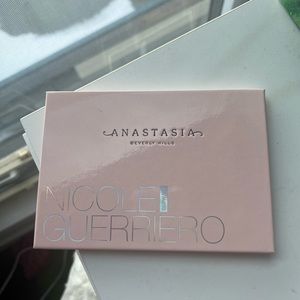 ANASTASIA
BEVERLY HILLS
NICOLE
GUERRIERO